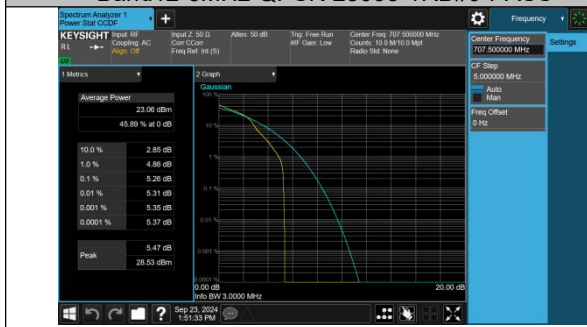 Spectrum Analyzer 1
Power Stat CCDF
Frequency
KEYSIGHT
Input: RF
Coupling: AC
Align: Off
Input Z: 50 Ω
Corr CCorr
Freq Ref: Int (S)
Atten: 50 dB
Trig: Free Run
#IF Gain: Low
Center Freq: 707.500000 MHz
Counts: 10.0 M/10.0 Mpt
Radio Std: None
RL
Center Frequency
707.500000 MHz
Settings
CF Step
5.000000 MHz
Auto
Man
Freq Offset
0 Hz
1 Metrics
2 Graph
Gaussian
Average Power
23.06 dBm
45.89 % at 0 dB
10.0 % 2.85 dB
1.0 % 4.86 dB
0.1 % 5.26 dB
0.01 % 5.31 dB
0.001 % 5.35 dB
0.0001 % 5.37 dB
Peak
5.47 dB
28.53 dBm
100 %
10 %
1 %
0.1 %
0.01 %
0.001 %
0.0001 %
0.00 dB
20.00 dB
Info BW 3.0000 MHz
Sep 23, 2024
1:51:33 PM